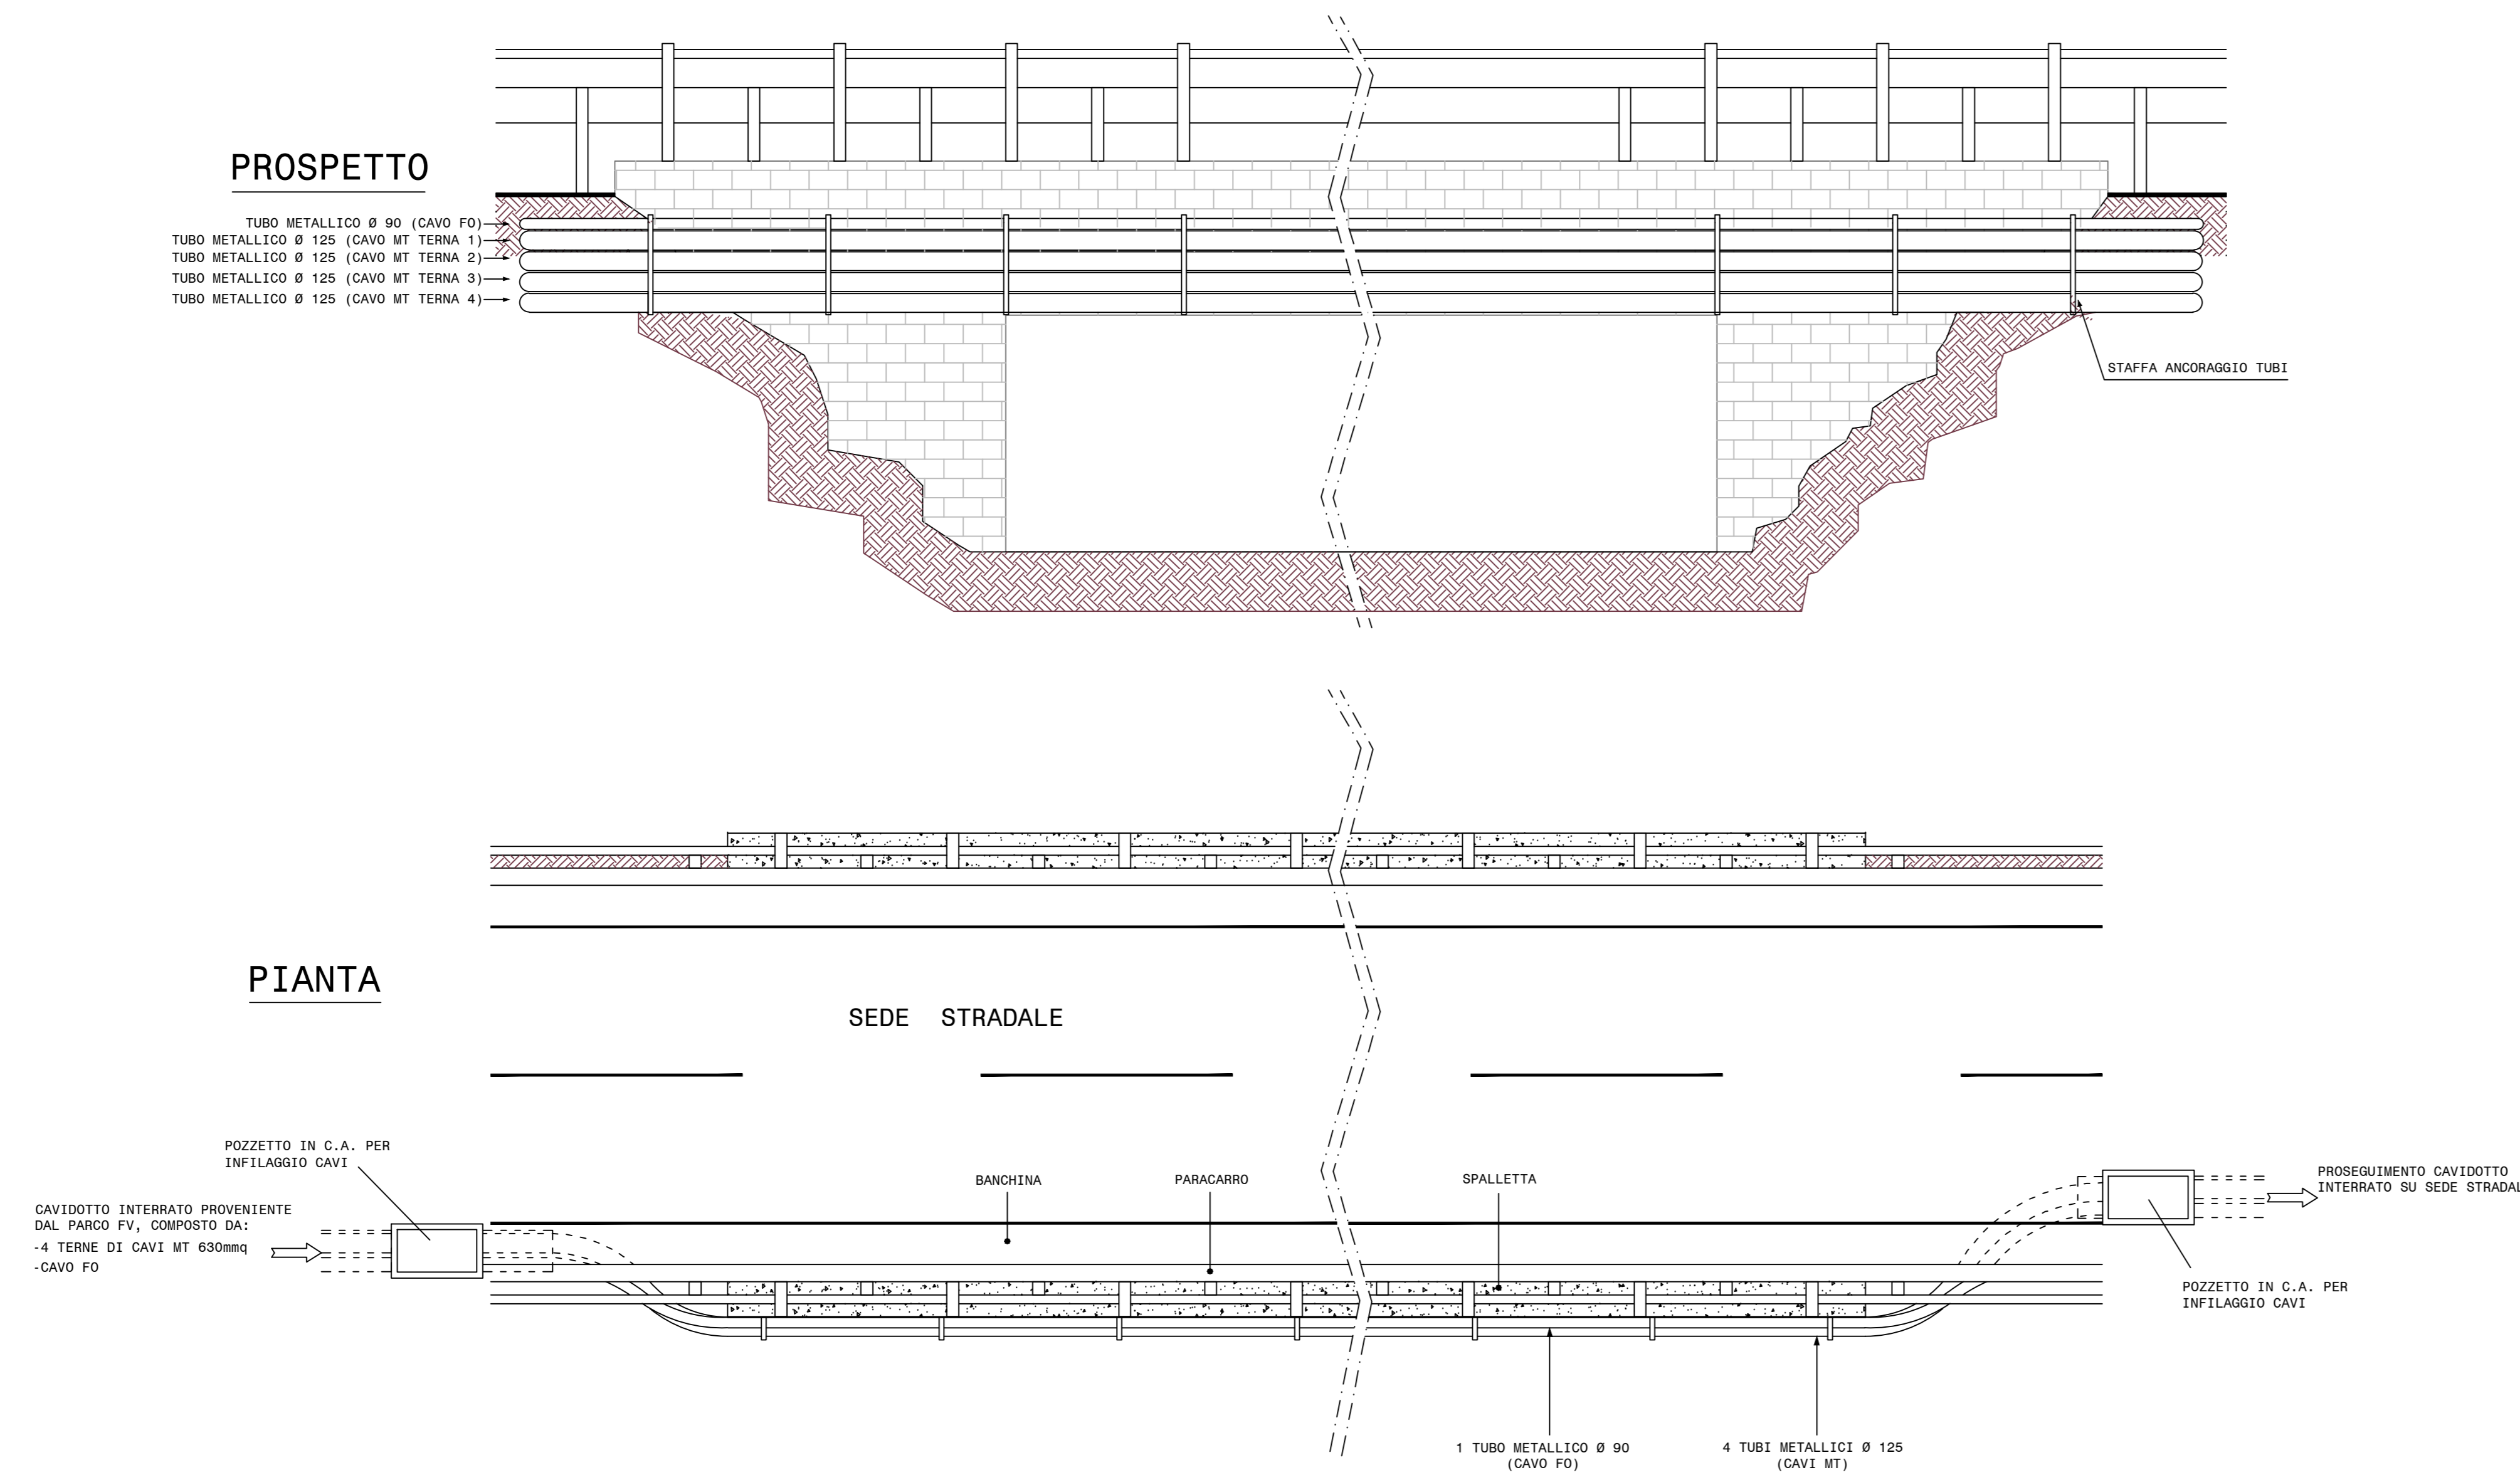 PROSPETTO
TUBO METALLICO Ø 90 (CAVO FO)
TUBO METALLICO Ø 125 (CAVO MT TERNA 1)
TUBO METALLICO Ø 125 (CAVO MT TERNA 2)
TUBO METALLICO Ø 125 (CAVO MT TERNA 3)
TUBO METALLICO Ø 125 (CAVO MT TERNA 4)
STAFFA ANCORAGGIO TUBI
PIANTA
SEDE STRADALE
POZZETTO IN C.A. PER
INFILAGGIO CAVI
CAVIDOTTO INTERRATO PROVENIENTE
DAL PARCO FV, COMPOSTO DA:
-4 TERNE DI CAVI MT 630mmq
-CAVO FO
BANCHINA
PARACARRO
SPALLETTA
PROSEGUIMENTO CAVIDOTTO
INTERRATO SU SEDE STRADAL
POZZETTO IN C.A. PER
INFILAGGIO CAVI
1 TUBO METALLICO Ø 90
(CAVO FO)
4 TUBI METALLICI Ø 125
(CAVI MT)